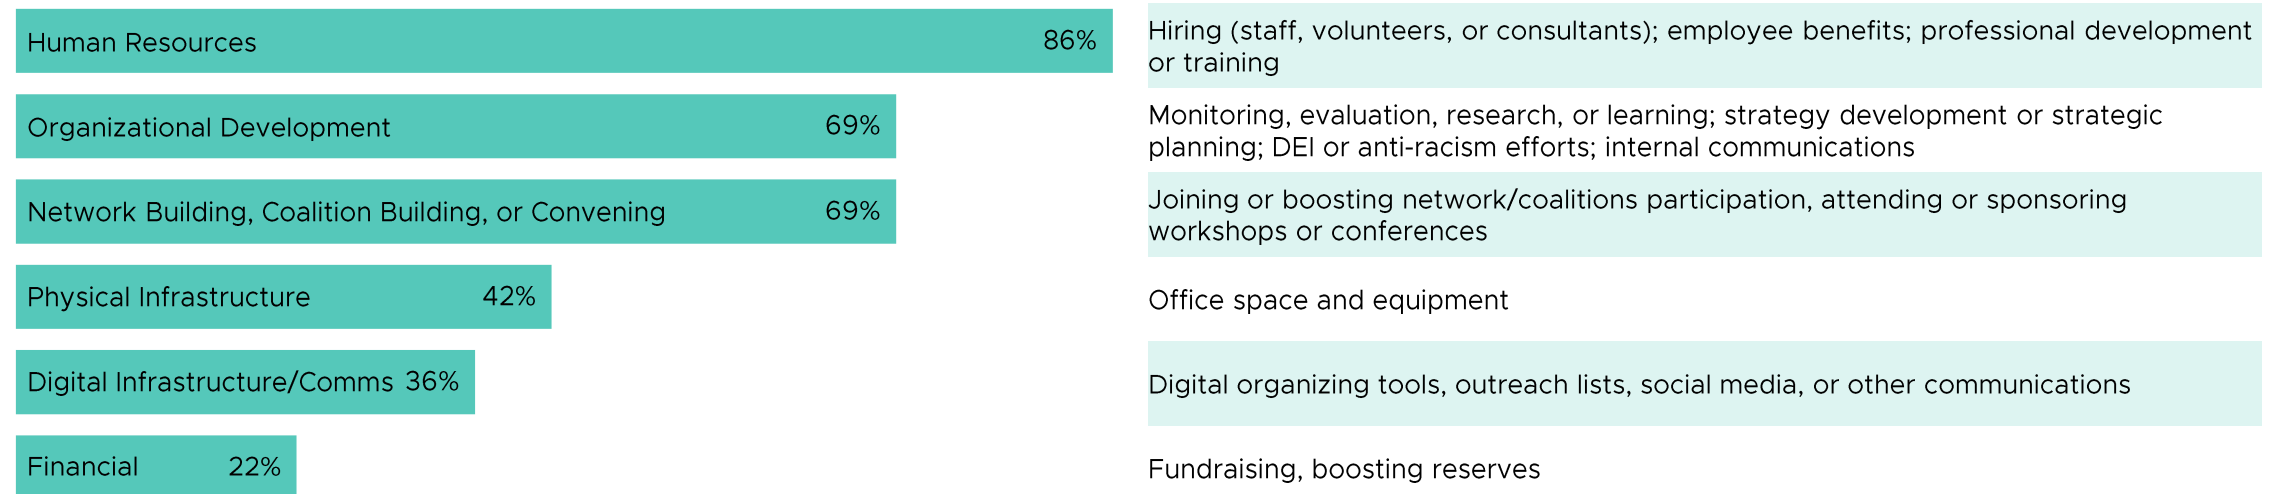 Human Resources 86%
Hiring (staff, volunteers, or consultants); employee benefits; professional development
or training
Organizational Development 69%
Monitoring, evaluation, research, or learning; strategy development or strategic
planning; DEI or anti-racism efforts; internal communications
Network Building, Coalition Building, or Convening 69%
Joining or boosting network/coalitions participation, attending or sponsoring
workshops or conferences
Physical Infrastructure 42%
Office space and equipment
Digital Infrastructure/Comms 36%
Digital organizing tools, outreach lists, social media, or other communications
Financial 22%
Fundraising, boosting reserves